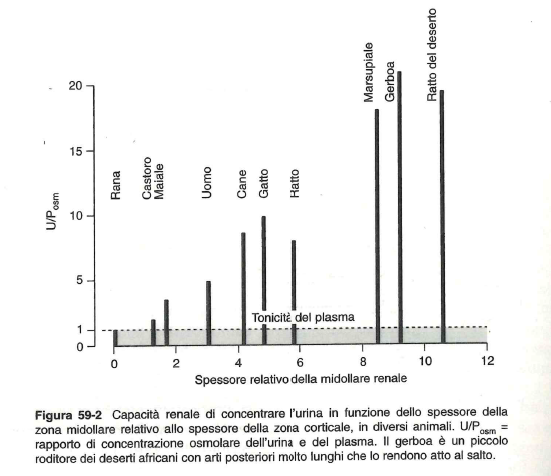 Marsupiale
Gerboa
Ratto del deserto
Rana
Castoro
Maiale
Uomo
Cane
Gatto
Ratto
20
15
10
5
1
0
U/Posm
Tonicità del plasma
0 2 4 6 8 10 12
Spessore relativo della midollare renale
Figura 59-2 Capacità renale di concentrare l'urina in funzione dello spessore della
zona midollare relativo allo spessore della zona corticale, in diversi animali. U/Posm =
rapporto di concentrazione osmolare dell'urina e del plasma. Il gerboa è un piccolo
roditore dei deserti africani con arti posteriori molto lunghi che lo rendono atto al salto.